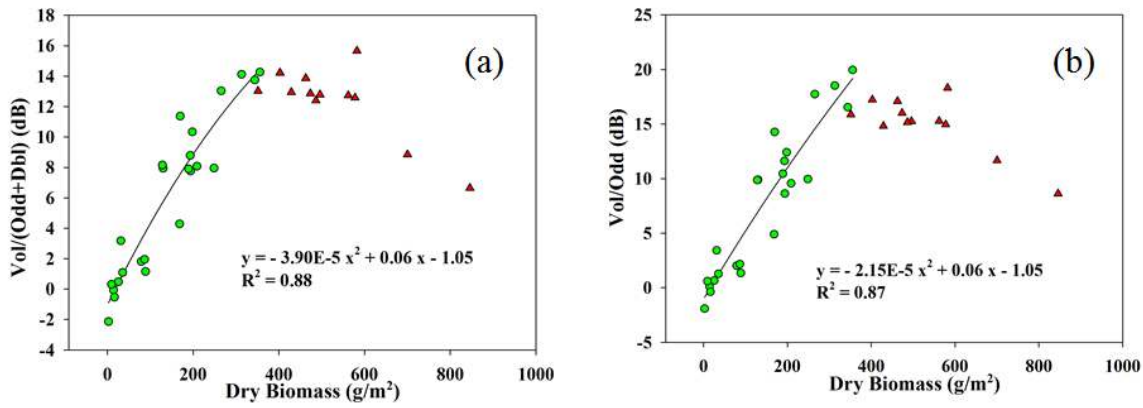 (a)
Vol/(Odd+Dbl) (dB)
18
16
14
12
10
8
6
4
2
0
-2
-4
y = - 3.90E-5 x² + 0.06 x - 1.05
R² = 0.88
0 200 400 600 800 1000
Dry Biomass (g/m²)
(b)
Vol/Odd (dB)
25
20
15
10
5
0
-5
y = - 2.15E-5 x² + 0.06 x - 1.05
R² = 0.87
0 200 400 600 800 1000
Dry Biomass (g/m²)